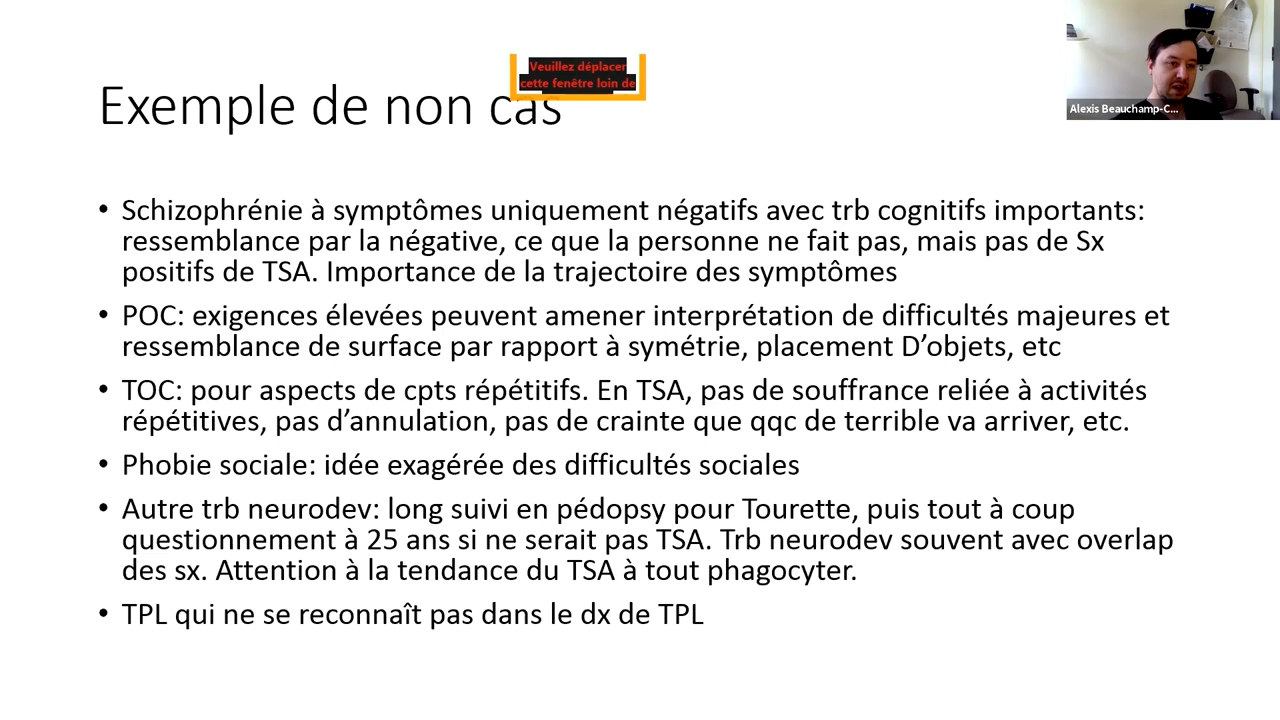 Veuillez déplacer
cette fenêtre loin de
Exemple de non cas
Alexis Beauchamp-C...
• Schizophrénie à symptômes uniquement négatifs avec trb cognitifs importants:
ressemblance par la négative, ce que la personne ne fait pas, mais pas de Sx
positifs de TSA. Importance de la trajectoire des symptômes
• POC: exigences élevées peuvent amener interprétation de difficultés majeures et
ressemblance de surface par rapport à symétrie, placement D’objets, etc
• TOC: pour aspects de cpts répétitifs. En TSA, pas de souffrance reliée à activités
répétitives, pas d’annulation, pas de crainte que qqc de terrible va arriver, etc.
• Phobie sociale: idée exagérée des difficultés sociales
• Autre trb neurodev: long suivi en pédopsy pour Tourette, puis tout à coup
questionnement à 25 ans si ne serait pas TSA. Trb neurodev souvent avec overlap
des sx. Attention à la tendance du TSA à tout phagocyter.
• TPL qui ne se reconnaît pas dans le dx de TPL